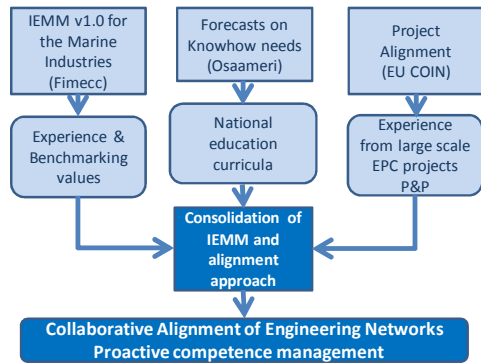 IEMM v1.0 for
the Marine
Industries
(Fimecc)
Forecasts on
Knowhow needs
(Osaameri)
Project
Alignment
(EU COIN)
Experience &
Benchmarking
values
National
education
curricula
Experience
from large scale
EPC projects
P&P
Consolidation of
IEMM and
alignment
approach
Collaborative Alignment of Engineering Networks
Proactive competence management